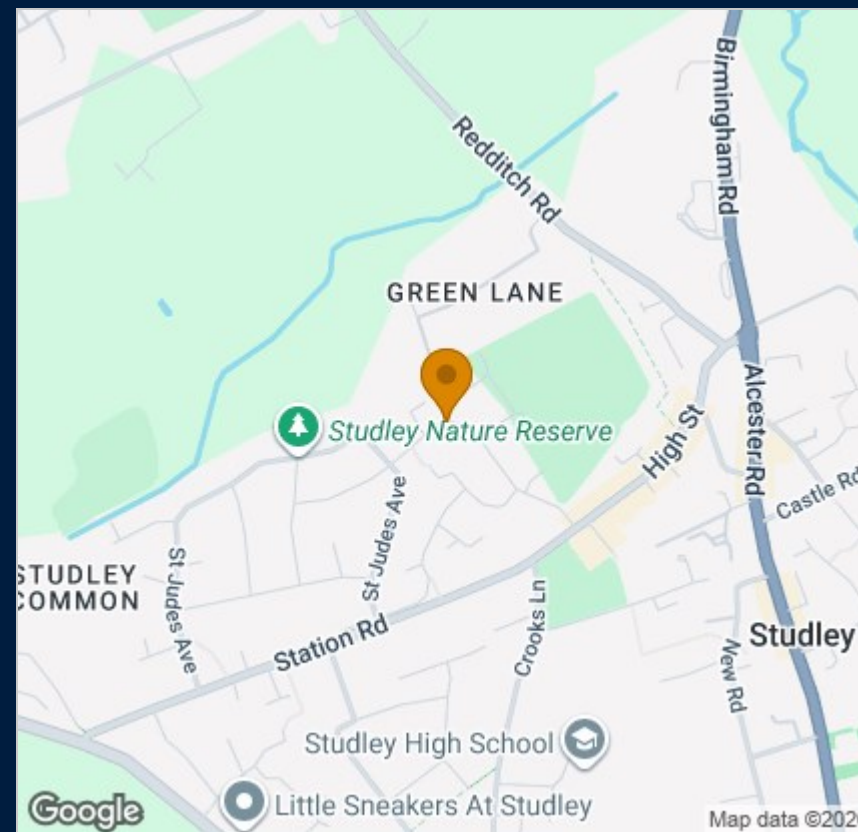 Birmingham Rd
Redditch Rd
GREEN LANE
Studley Nature Reserve
High St
Alcester Rd
Castle Rd
St Judes Ave
St Judes Ave
STUDLEY
COMMON
Station Rd
Crooks Ln
New Rd
Studley
Studley High School
Little Sneakers At Studley
Google
Map data ©202